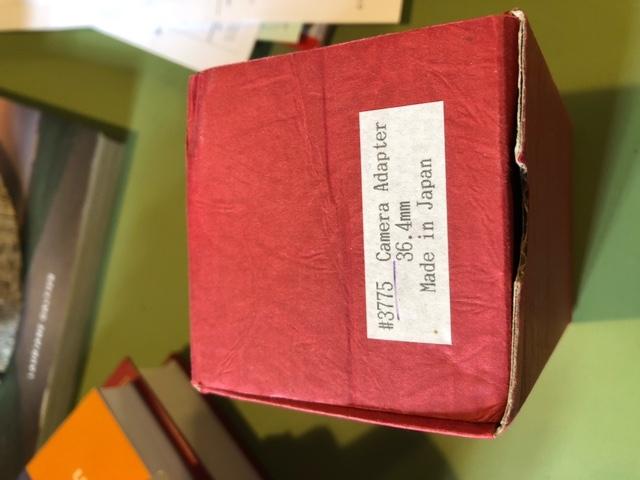 #3775 Camera Adapter
36.4mm
Made in Japan